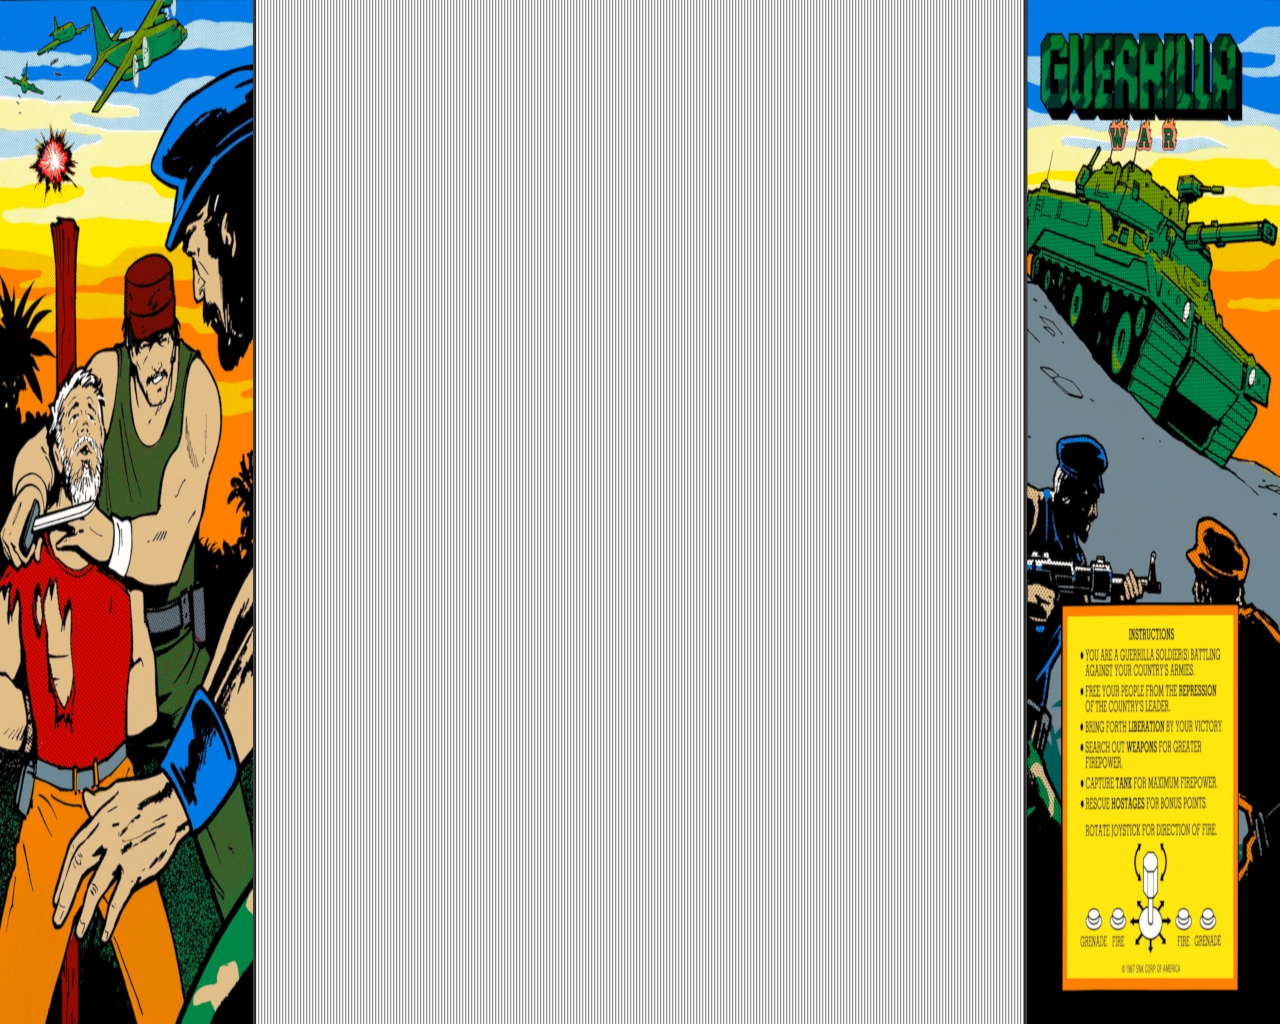 GUERRILLA
WAR
INSTRUCTIONS
● YOU ARE A GUERRILLA SOLDIER(S) BATTLING
AGAINST YOUR COUNTRY'S ARMIES.
● FREE YOUR PEOPLE FROM THE REPRESSION
OF THE COUNTRY'S LEADER.
● BRING FORTH LIBERATION BY YOUR VICTORY.
● SEARCH OUT WEAPONS FOR GREATER
FIREPOWER.
● CAPTURE TANK FOR MAXIMUM FIREPOWER.
● RESCUE HOSTAGES FOR BONUS POINTS.
ROTATE JOYSTICK FOR DIRECTION OF FIRE.
GRENADE FIRE FIRE GRENADE
© 1987 SNK CORP. OF AMERICA